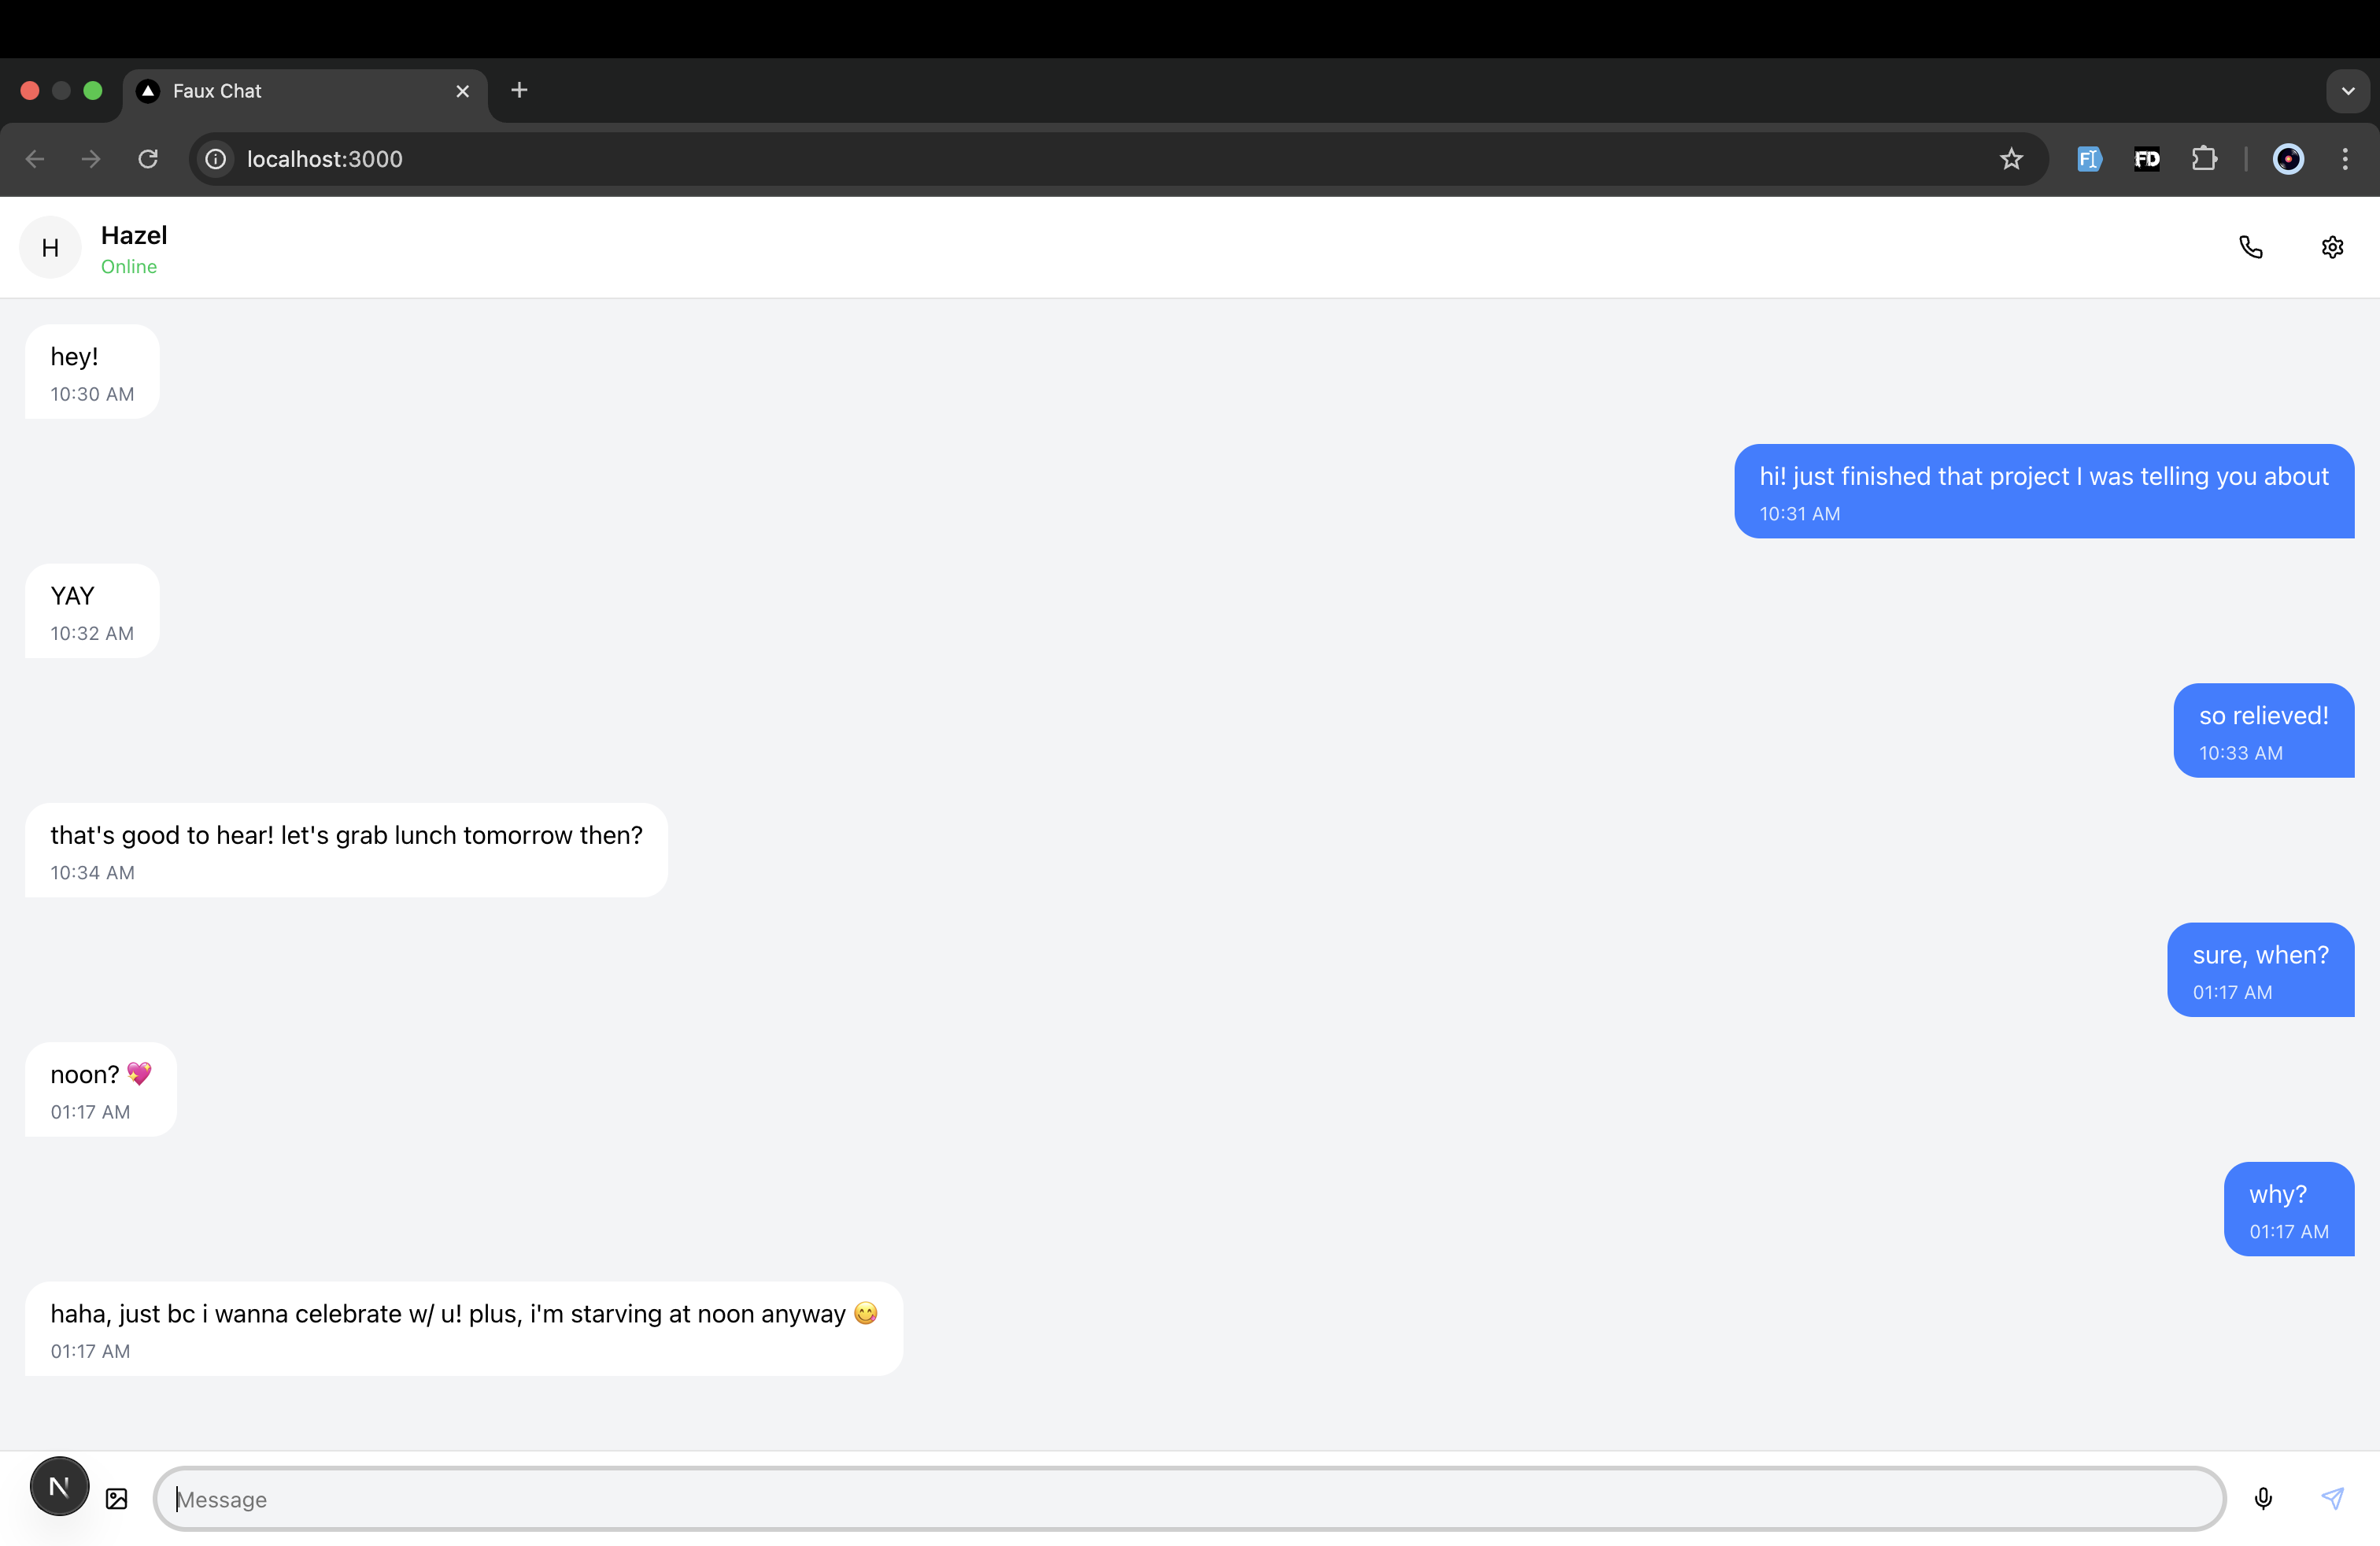 Faux Chat
localhost:3000
FI
FD
H
Hazel
Online
hey!
10:30 AM
hi! just finished that project I was telling you about
10:31 AM
YAY
10:32 AM
so relieved!
10:33 AM
that's good to hear! let's grab lunch tomorrow then?
10:34 AM
sure, when?
01:17 AM
noon? 💖
01:17 AM
why?
01:17 AM
haha, just bc i wanna celebrate w/ u! plus, i'm starving at noon anyway 😋
01:17 AM
N
Message